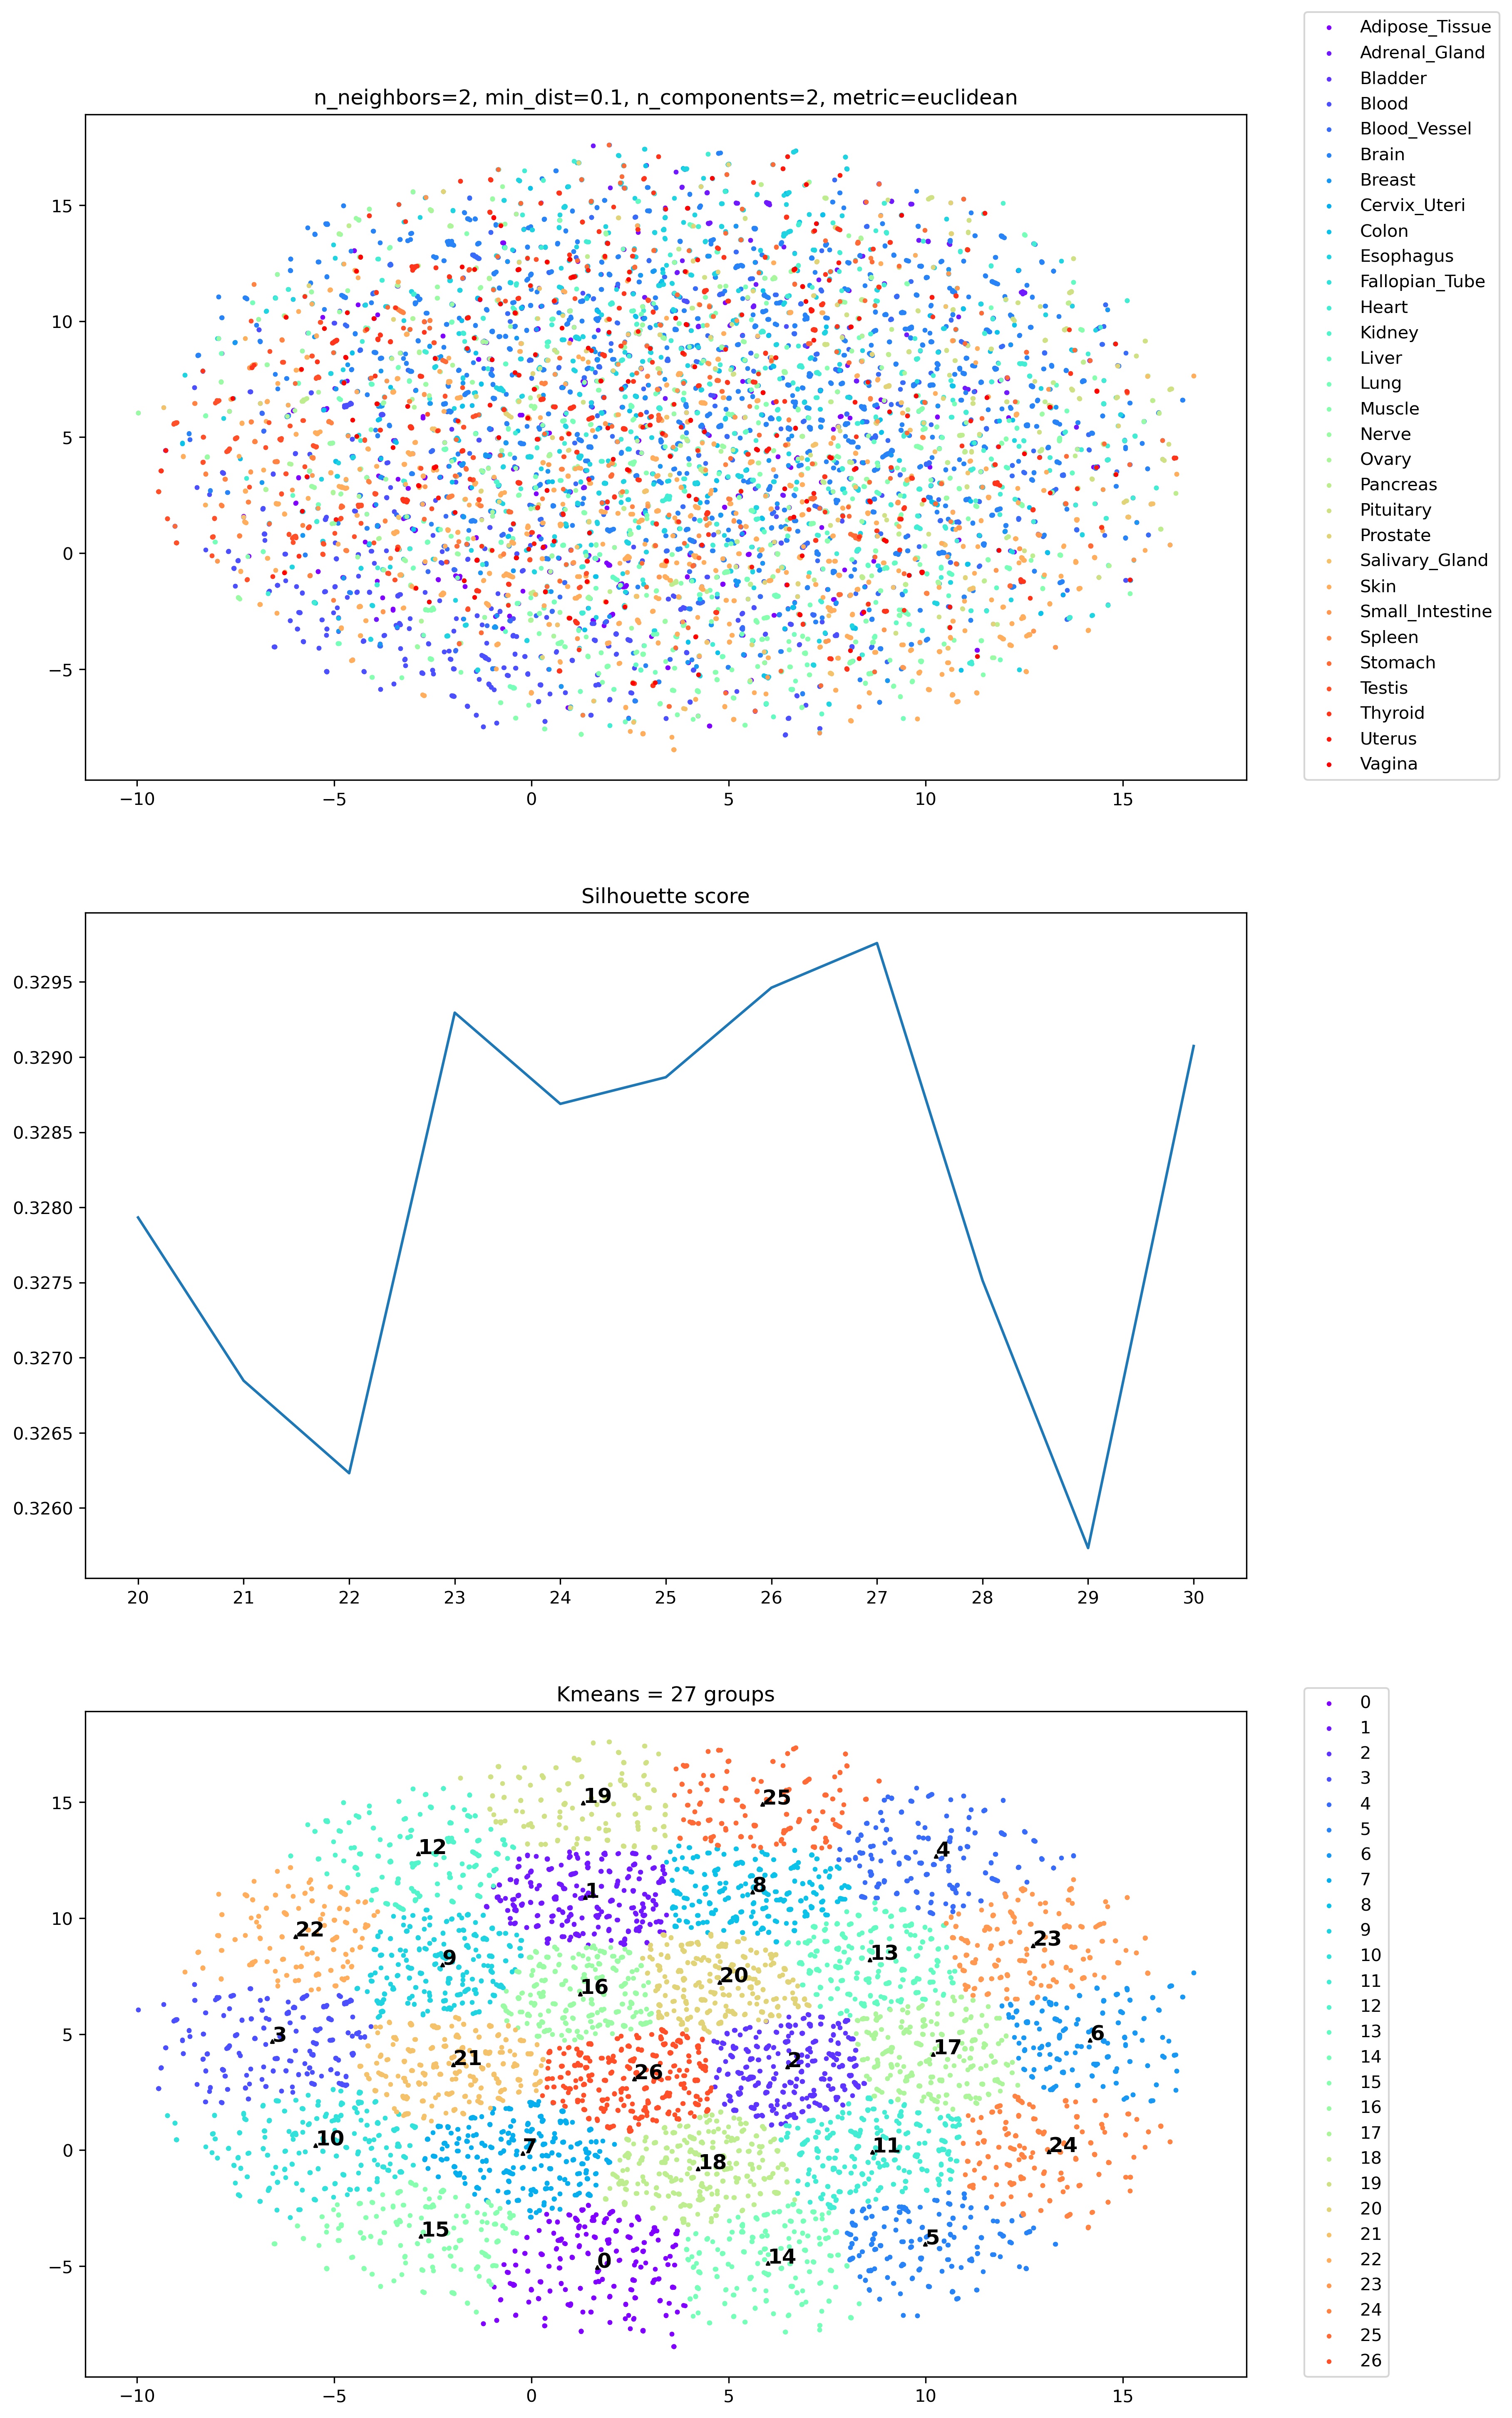 n_neighbors=2, min_dist=0.1, n_components=2, metric=euclidean
15
10
5
0
−5
−10
−5
0
5
10
15
Adipose_Tissue
Adrenal_Gland
Bladder
Blood
Blood_Vessel
Brain
Breast
Cervix_Uteri
Colon
Esophagus
Fallopian_Tube
Heart
Kidney
Liver
Lung
Muscle
Nerve
Ovary
Pancreas
Pituitary
Prostate
Salivary_Gland
Skin
Small_Intestine
Spleen
Stomach
Testis
Thyroid
Uterus
Vagina
Silhouette score
0.3295
0.3290
0.3285
0.3280
0.3275
0.3270
0.3265
0.3260
20
21
22
23
24
25
26
27
28
29
30
Kmeans = 27 groups
15
10
5
0
−5
−10
−5
0
5
10
15
19
25
12
4
1
8
22
23
9
13
16
20
3
6
21
17
26
2
10
7
11
24
18
15
5
0
14
0
1
2
3
4
5
6
7
8
9
10
11
12
13
14
15
16
17
18
19
20
21
22
23
24
25
26